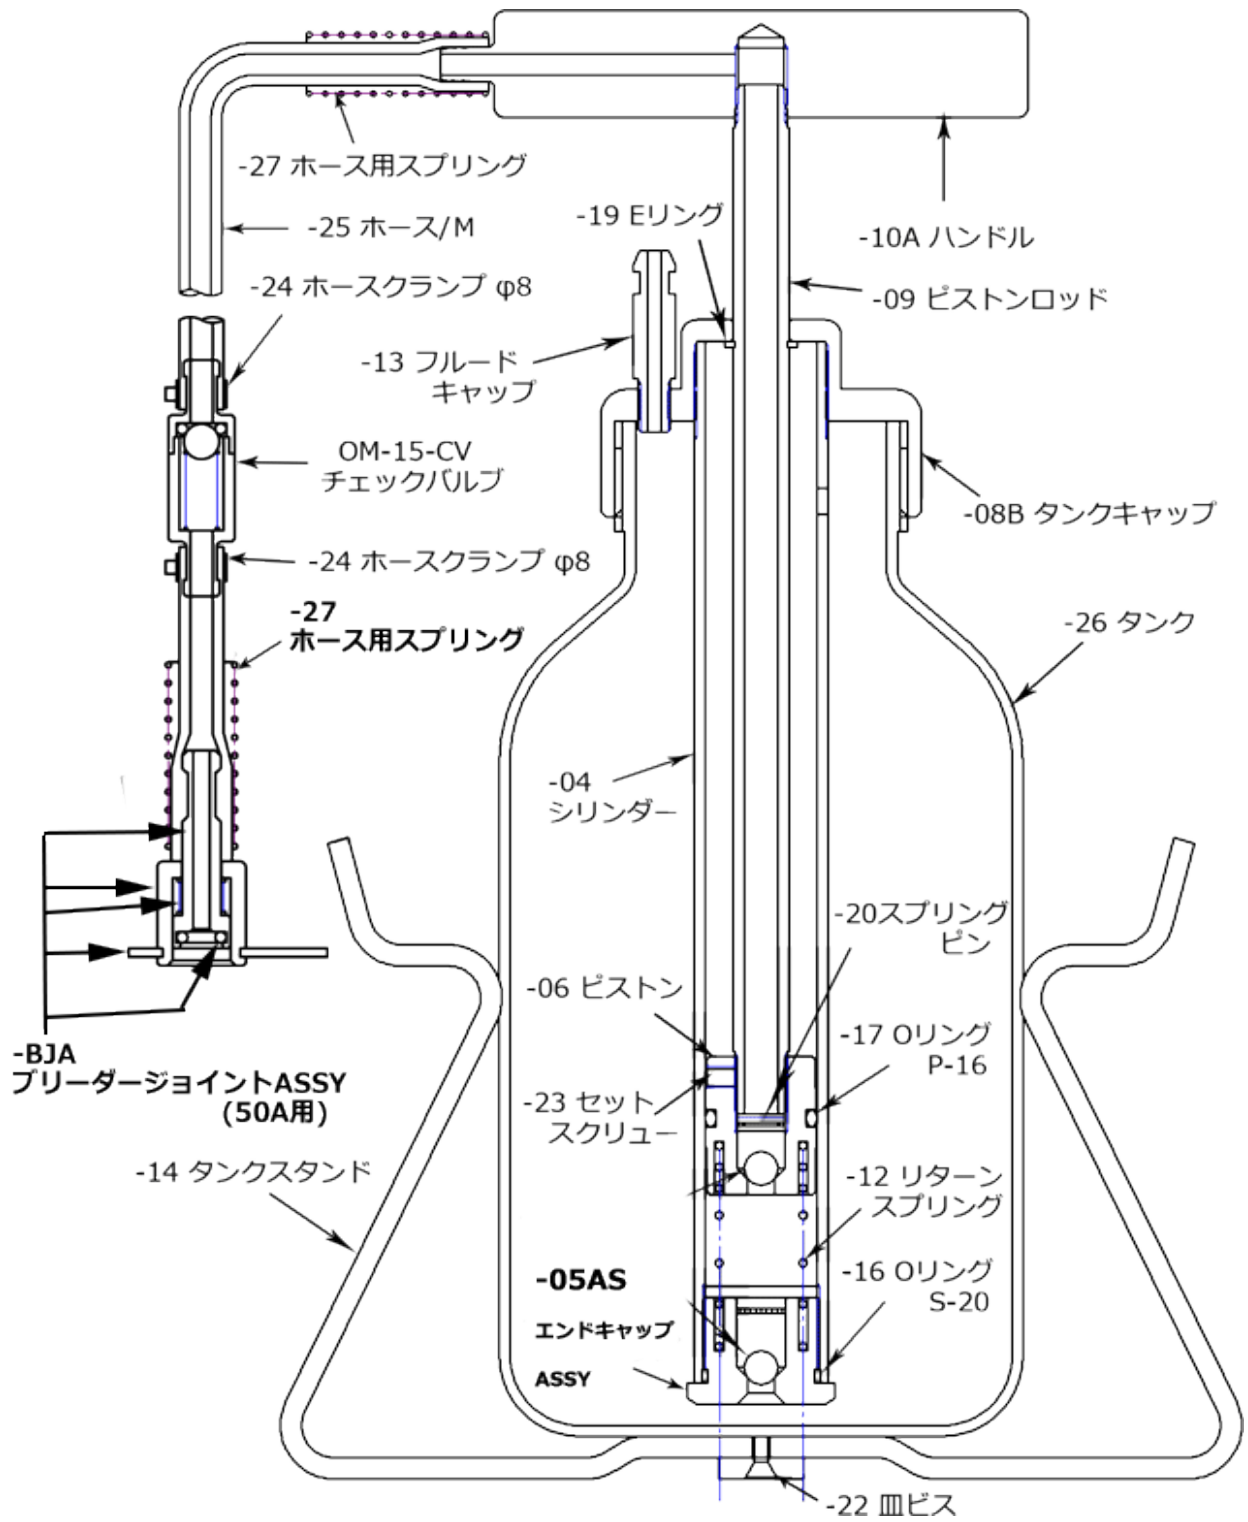 -27 ホース用スプリング
-25 ホース/M
-19 Eリング
-10A ハンドル
-24 ホースクランプ φ8
-09 ピストンロッド
-13 フルード
キャップ
OM-15-CV
チェックバルブ
-08B タンクキャップ
-24 ホースクランプ φ8
-27
ホース用スプリング
-26 タンク
-04
シリンダー
-20スプリング
ピン
-06 ピストン
-17 Oリング
P-16
-BJA
ブリーダージョイントASSY
(50A用)
-23 セット
スクリュー
-14 タンクスタンド
-12 リターン
スプリング
-05AS
エンドキャップ
ASSY
-16 Oリング
S-20
-22 皿ビス